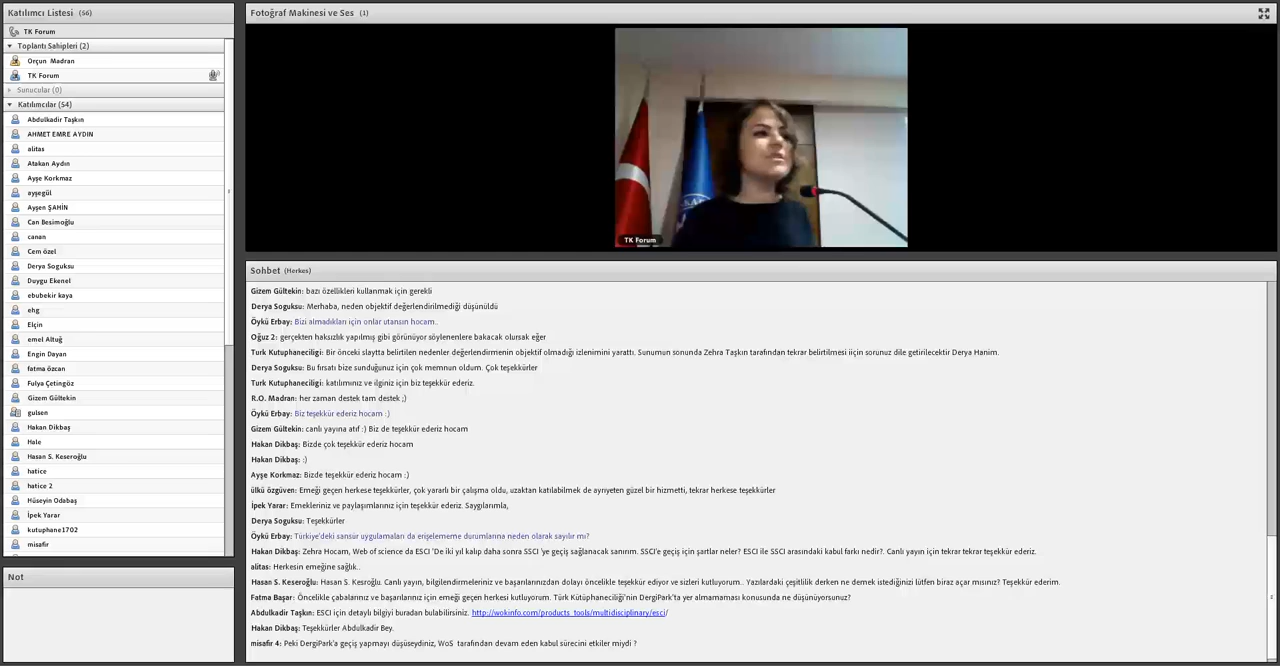 Katılımcı Listesi (56)
TK Forum
Toplantı Sahipleri (2)
Orçun Madran
TK Forum
Sunucular (0)
Katılımcılar (54)
Abdulkadir Taşkın
AHMET EMRE AYDIN
alitas
Atakan Aydın
Ayşe Korkmaz
ayşegül
Ayşen ŞAHİN
Can Besimoğlu
canan
Cem özel
Derya Soguksu
Duygu Ekenel
ebubekir kaya
ehg
Elçin
emel Altuğ
Engin Dayan
fatma özcan
Fulya Çetingöz
Gizem Gültekin
gulsen
Hakan Dikbaş
Hale
Hasan S. Keseroğlu
hatice
hatice 2
Hüseyin Odabaş
İpek Yarar
kutuphane1702
misafir
Not
Fotoğraf Makinesi ve Ses (1)
TK Forum
Sohbet (Herkes)
Gizem Gültekin: bazı özellikleri kullanmak için gerekli
Derya Soguksu: Merhaba, neden objektif değerlendirilmediği düşünüldü
Öykü Erbay: Bizi almadıkları için onlar utansın hocam..
Oğuz 2: gerçekten haksızlık yapılmış gibi görünüyor söylenenlere bakacak olursak eğer
Turk Kutuphaneciligi: Bir önceki slaytta belirtilen nedenler değerlendirmenin objektif olmadığı izlenimini yarattı. Sunumun sonunda Zehra Taşkın tarafından tekrar belirtilmesi iiçin sorunuz dile getirilecektir Derya Hanim.
Derya Soguksu: Bu fırsatı bize sunduğunuz için çok memnun oldum. Çok teşekkürler
Turk Kutuphaneciligi: katılımınız ve ilginiz için biz teşekkür ederiz.
R.O. Madran: her zaman destek tam destek ;)
Öykü Erbay: Biz teşekkür ederiz hocam :)
Gizem Gültekin: canlı yayına atıf :) Biz de teşekkür ederiz hocam
Hakan Dikbaş: Bizde çok teşekkür ederiz hocam
Hakan Dikbaş: :)
Ayşe Korkmaz: Bizde teşekkür ederiz hocam :)
ülkü özgüven: Emeği geçen herkese teşekkürler, çok yararlı bir çalışma oldu, uzaktan katılabilmek de ayrıyeten güzel bir hizmetti, tekrar herkese teşekkürler
İpek Yarar: Emekleriniz ve paylaşımlarınız için teşekkür ederiz. Saygılarımla,
Derya Soguksu: Teşekkürler
Öykü Erbay: Türkiye'deki sansür uygulamaları da erişelememe durumlarına neden olarak sayılır mı?
Hakan Dikbaş: Zehra Hocam, Web of science da ESCI 'De iki yıl kalıp daha sonra SSCI 'ye geçiş sağlanacak sanırım. SSCI'e geçiş için şartlar neler? ESCI ile SSCI arasındaki kabul farkı nedir?. Canlı yayın için tekrar tekrar teşekkür ederiz.
alitas: Herkesin emeğine sağlık..
Hasan S. Keseroğlu: Hasan S. Kesroğlu. Canlı yayın, bilgilendirmeleriniz ve başarılarınızdan dolayı öncelikle teşekkür ediyor ve sizleri kutluyorum.. Yazılardaki çeşitlilik derken ne demek istediğinizi lütfen biraz açar mısınız? Teşekkür ederim.
Fatma Başar: Öncelikle çabalarınız ve başarılarınız için emeği geçen herkesi kutluyorum. Türk Kütüphaneciliği'nin DergiPark'ta yer almaması konusunda ne düşünüyorsunuz?
Abdulkadir Taşkın: ESCI için detaylı bilgiyi buradan bulabilirsiniz. http://wokinfo.com/products_tools/multidisciplinary/esci/
Hakan Dikbaş: Teşekkürler Abdulkadir Bey.
misafir 4: Peki DergiPark'a geçiş yapmayı düşüseydiniz, WoS tarafından devam eden kabul sürecini etkiler miydi ?